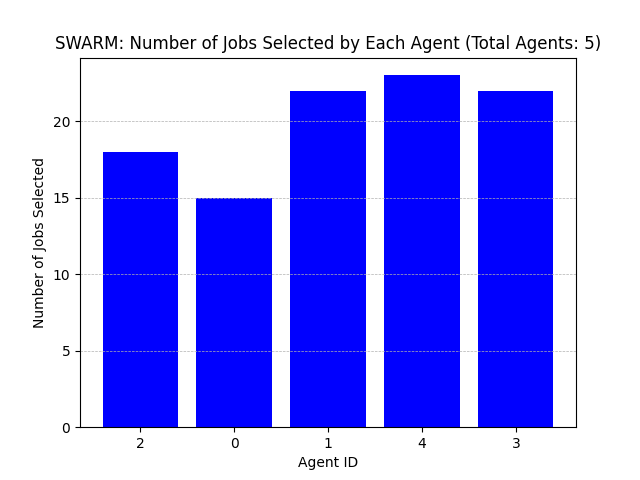 SWARM: Number of Jobs Selected by Each Agent (Total Agents: 5)
Number of Jobs Selected
20
15
10
5
0
2 0 1 4 3
Agent ID